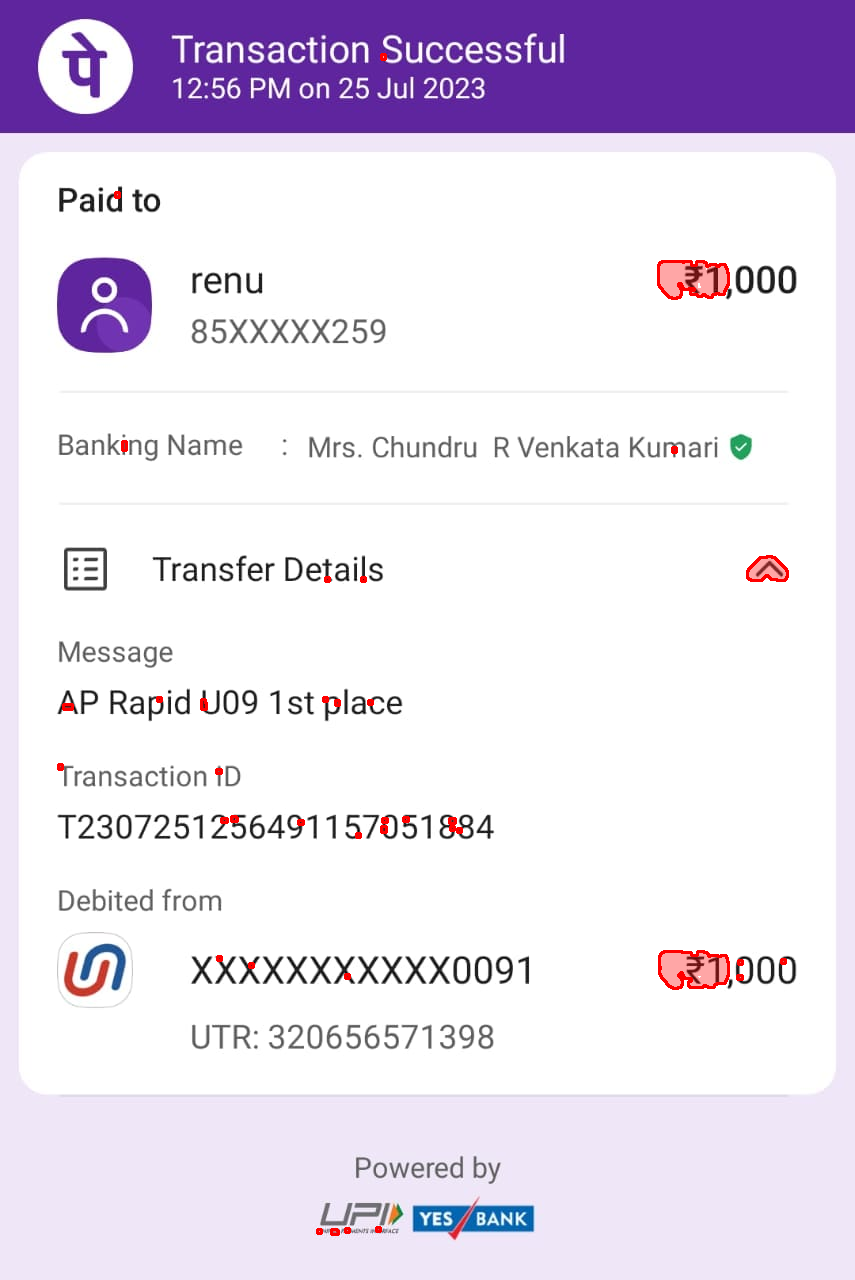 पे
Transaction Successful
12:56 PM on 25 Jul 2023
Paid to
renu
₹1,000
85XXXXX259
Banking Name : Mrs. Chundru R Venkata Kumari
Transfer Details
Message
AP Rapid U09 1st place
Transaction ID
T2307251256491157051884
Debited from
XXXXXXXXXXX0091
₹1,000
UTR: 320656571398
Powered by
UPI YES BANK